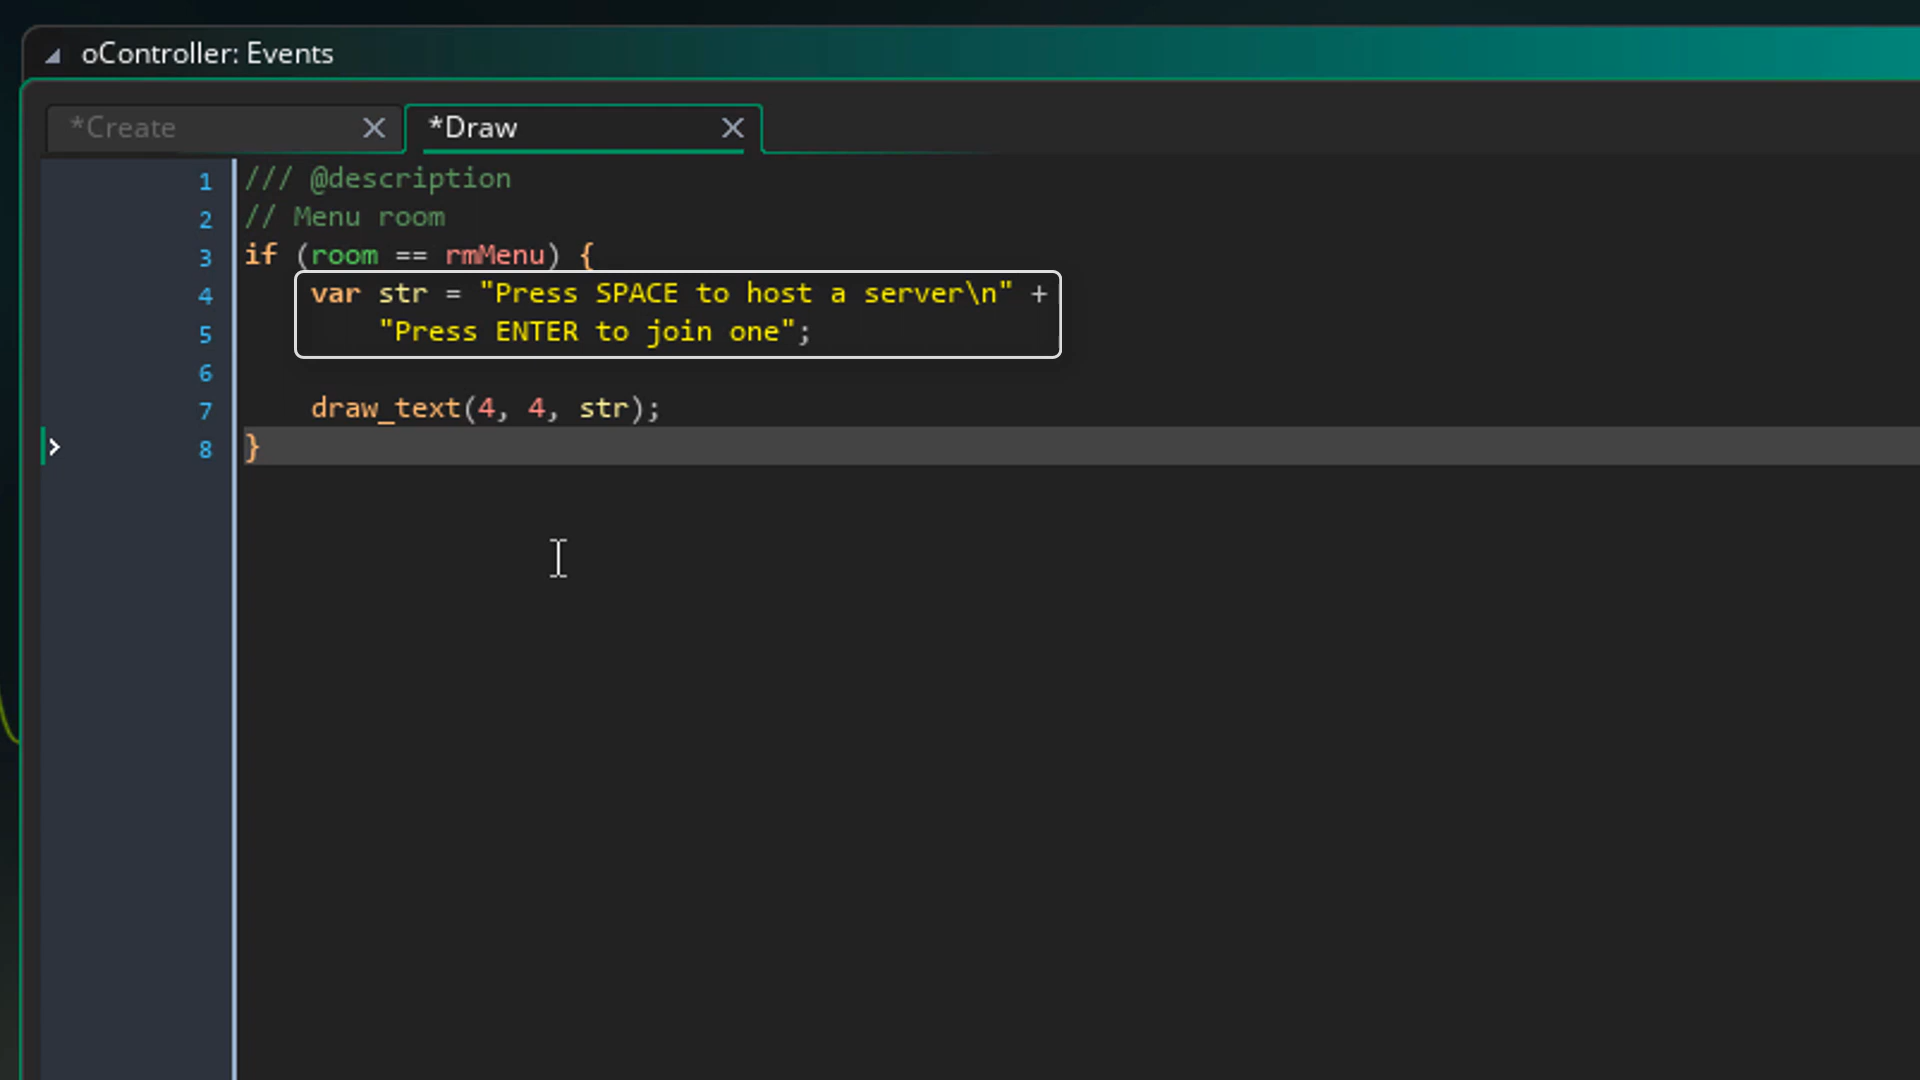 oController: Events
*Create
*Draw
1 /// @description
2 // Menu room
3 if (room == rmMenu) {
4 var str = "Press SPACE to host a server\n" +
5 "Press ENTER to join one";
6
7 draw_text(4, 4, str);
8 }